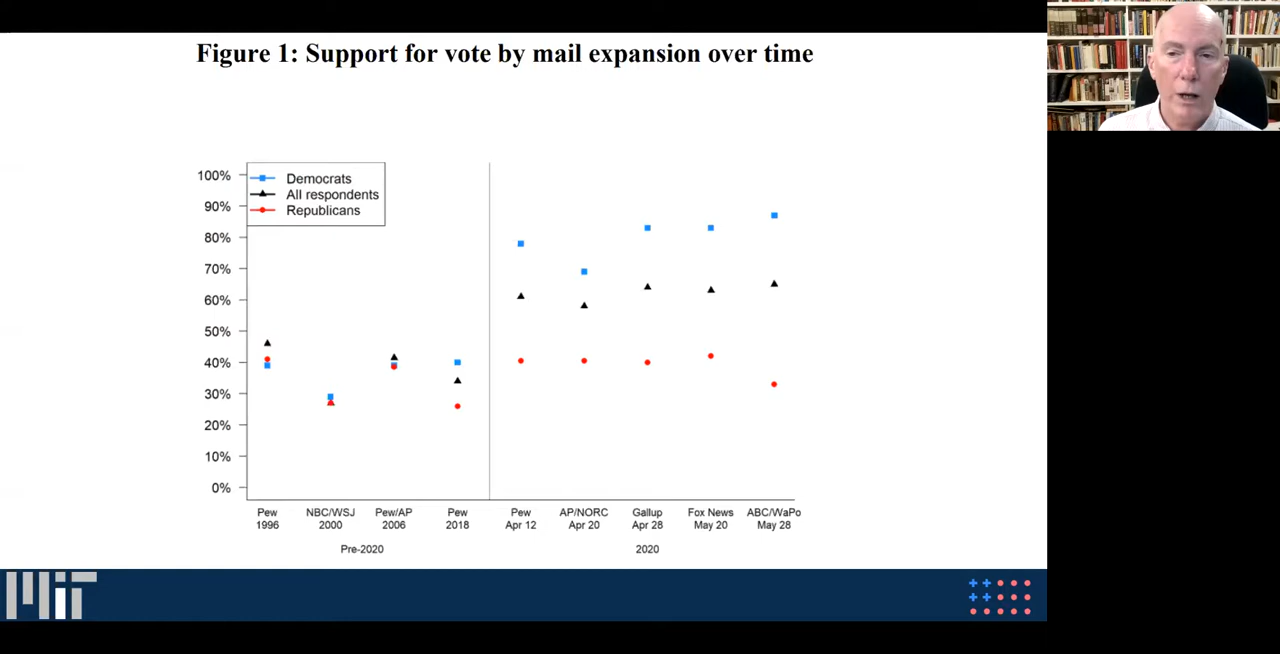 Figure 1: Support for vote by mail expansion over time
Democrats
All respondents
Republicans
100%
90%
80%
70%
60%
50%
40%
30%
20%
10%
0%
Pew
1996
NBC/WSJ
2000
Pew/AP
2006
Pew
2018
Pew
Apr 12
AP/NORC
Apr 20
Gallup
Apr 28
Fox News
May 20
ABC/WaPo
May 28
Pre-2020
2020
MIT